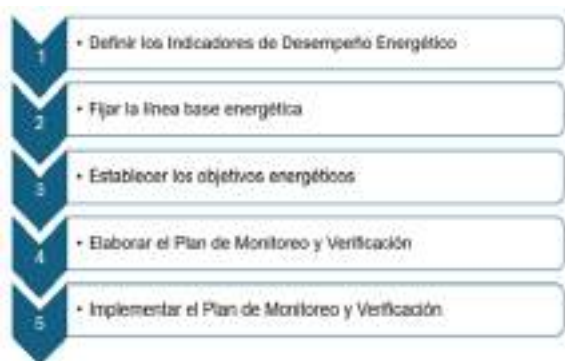 1
• Definir los Indicadores de Desempeño Energético
2
• Fijar la línea base energética
3
• Establecer los objetivos energéticos
4
• Elaborar el Plan de Monitoreo y Verificación
5
• Implementar el Plan de Monitoreo y Verificación